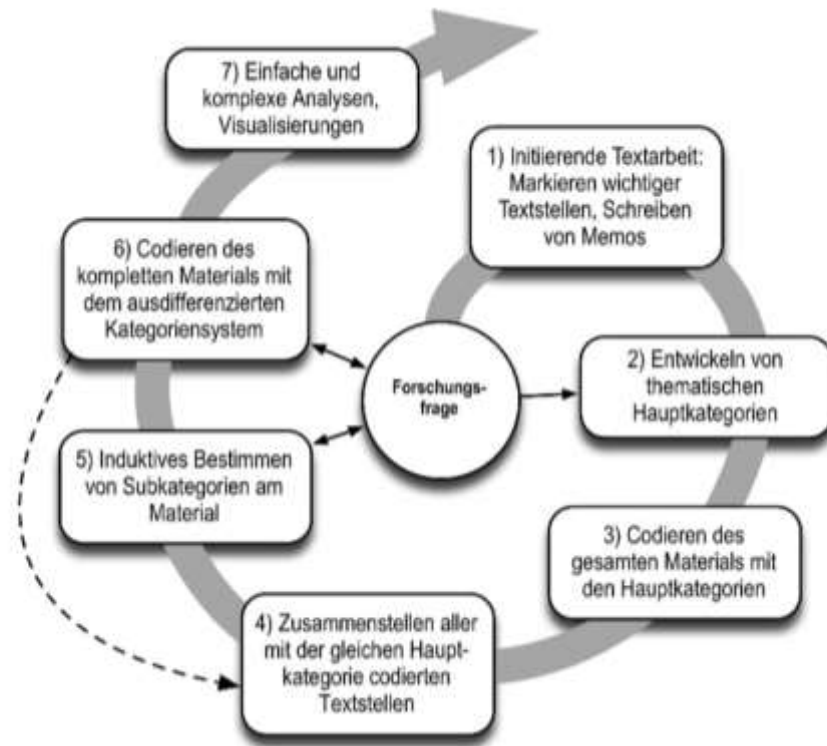 7) Einfache und
komplexe Analysen,
Visualisierungen
1) Initiierende Textarbeit:
Markieren wichtiger
Textstellen, Schreiben
von Memos
6) Codieren des
kompletten Materials mit
dem ausdifferenzierten
Kategoriensystem
Forschungs-
frage
2) Entwickeln von
thematischen
Hauptkategorien
5) Induktives Bestimmen
von Subkategorien am
Material
3) Codieren des
gesamten Materials mit
den Hauptkategorien
4) Zusammenstellen aller
mit der gleichen Haupt-
kategorie codierten
Textstellen